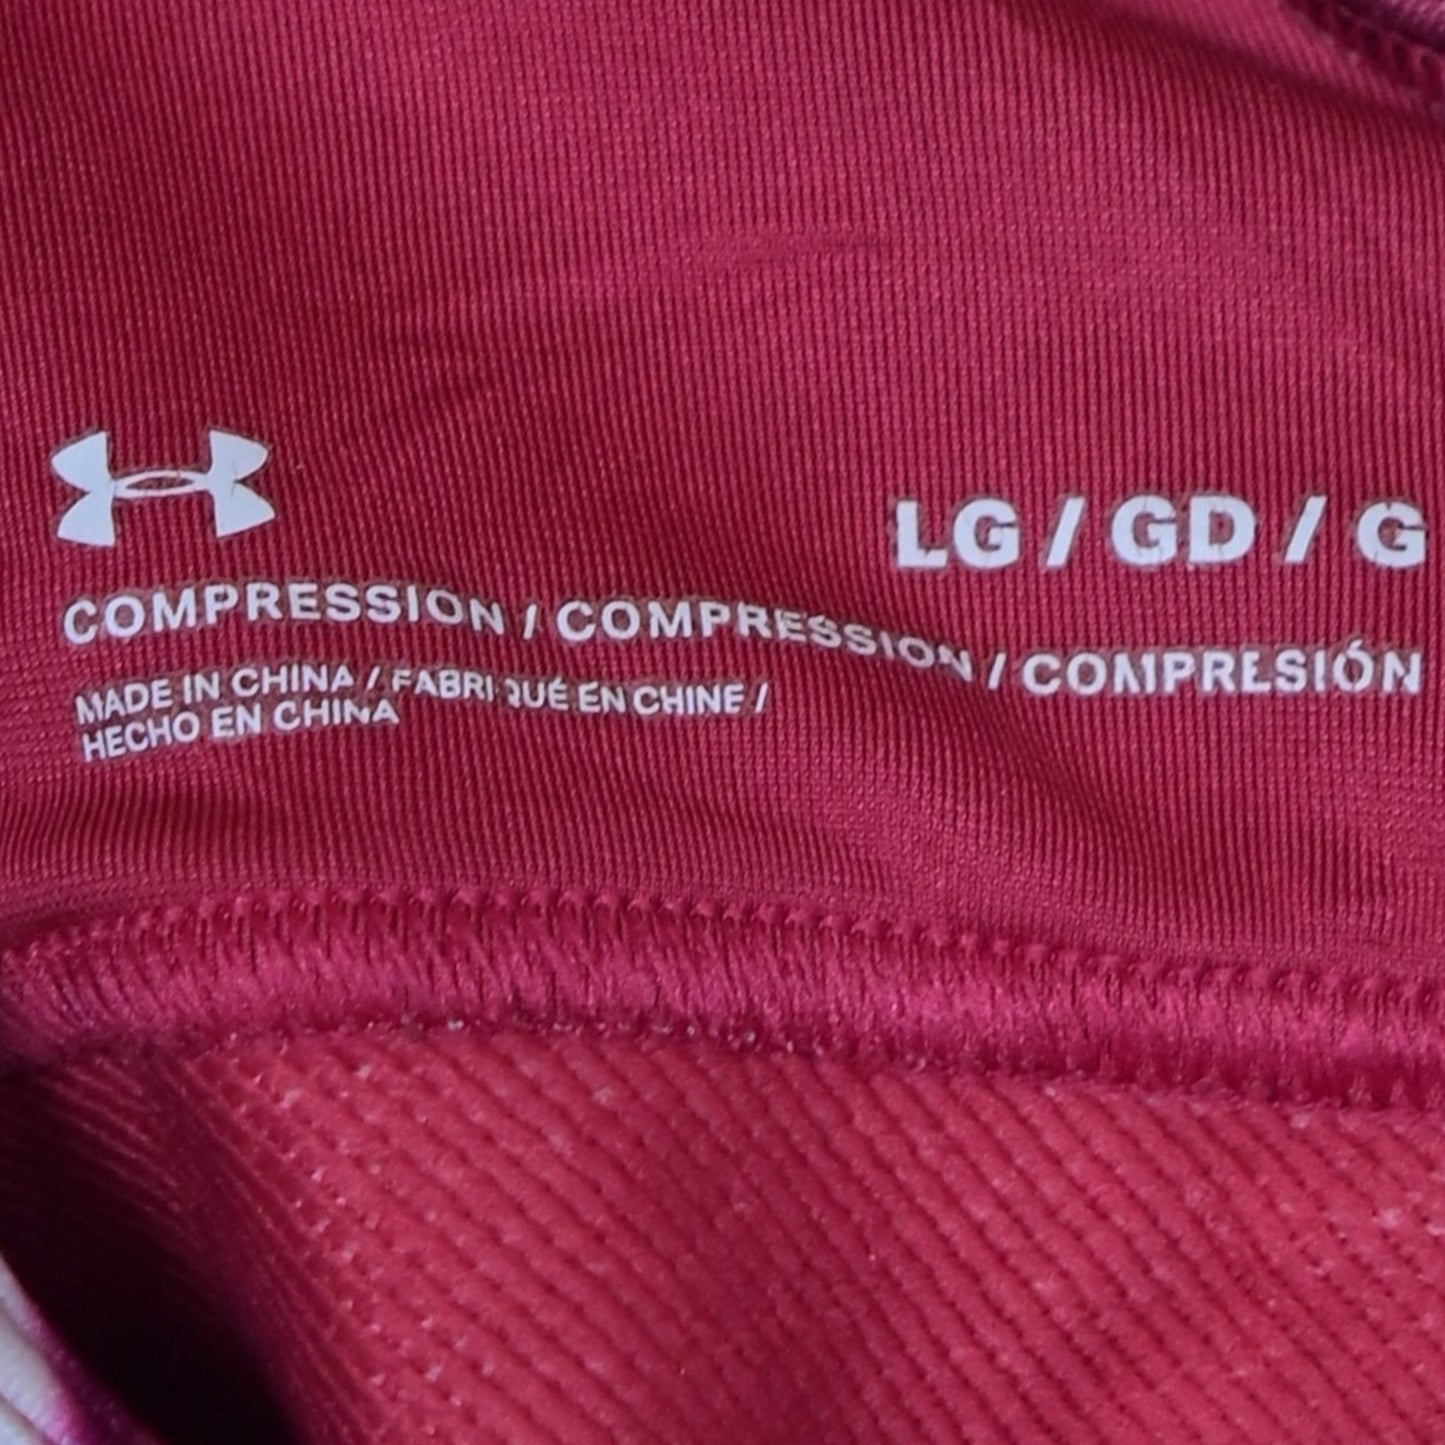 LG / GD / G
COMPRESSION / COMPRESSION / COMPRESIÓN
MADE IN CHINA / FABRIQUÉ EN CHINE /
HECHO EN CHINA